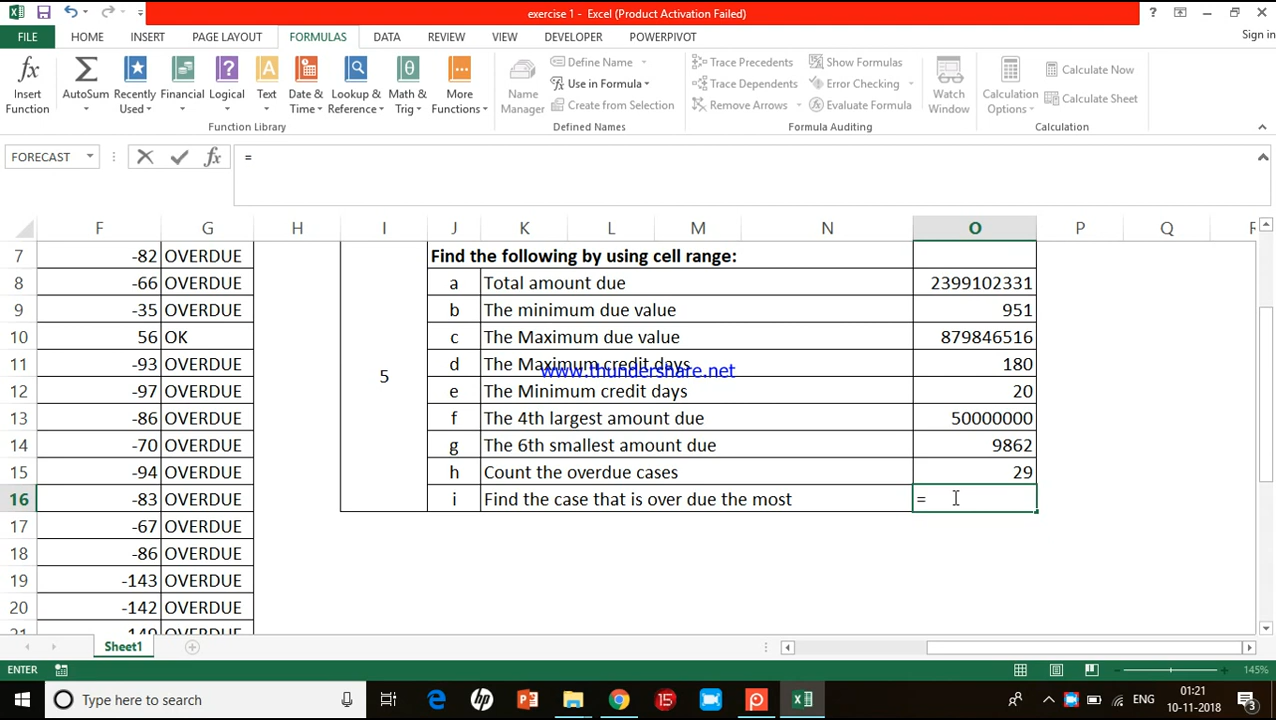 exercise 1 - Excel (Product Activation Failed)
?
FILE HOME INSERT PAGE LAYOUT FORMULAS DATA REVIEW VIEW DEVELOPER POWERPIVOT Sign in
fx Σ ? A θ
Insert Function
AutoSum
Recently Used
Financial
Logical
Text
Date & Time
Lookup & Reference
Math & Trig
More Functions
Function Library
Name Manager
Define Name
Use in Formula
Create from Selection
Defined Names
Trace Precedents
Trace Dependents
Remove Arrows
Show Formulas
Error Checking
Evaluate Formula
Watch Window
Formula Auditing
Calculation Options
Calculate Now
Calculate Sheet
Calculation
FORECAST fx =
F G H I J K L M N O P Q R
7 -82 OVERDUE Find the following by using cell range:
8 -66 OVERDUE a Total amount due 2399102331
9 -35 OVERDUE b The minimum due value 951
10 56 OK c The Maximum due value 879846516
11 -93 OVERDUE d The Maximum credit days 180
www.thundershare.net
5
12 -97 OVERDUE e The Minimum credit days 20
13 -86 OVERDUE f The 4th largest amount due 50000000
14 -70 OVERDUE g The 6th smallest amount due 9862
15 -94 OVERDUE h Count the overdue cases 29
16 -83 OVERDUE i Find the case that is over due the most =
17 -67 OVERDUE
18 -86 OVERDUE
19 -143 OVERDUE
20 -142 OVERDUE
21 -149 OVERDUE
Sheet1
ENTER 145%
Type here to search
hp 15 ENG 01:21
10-11-2018 3